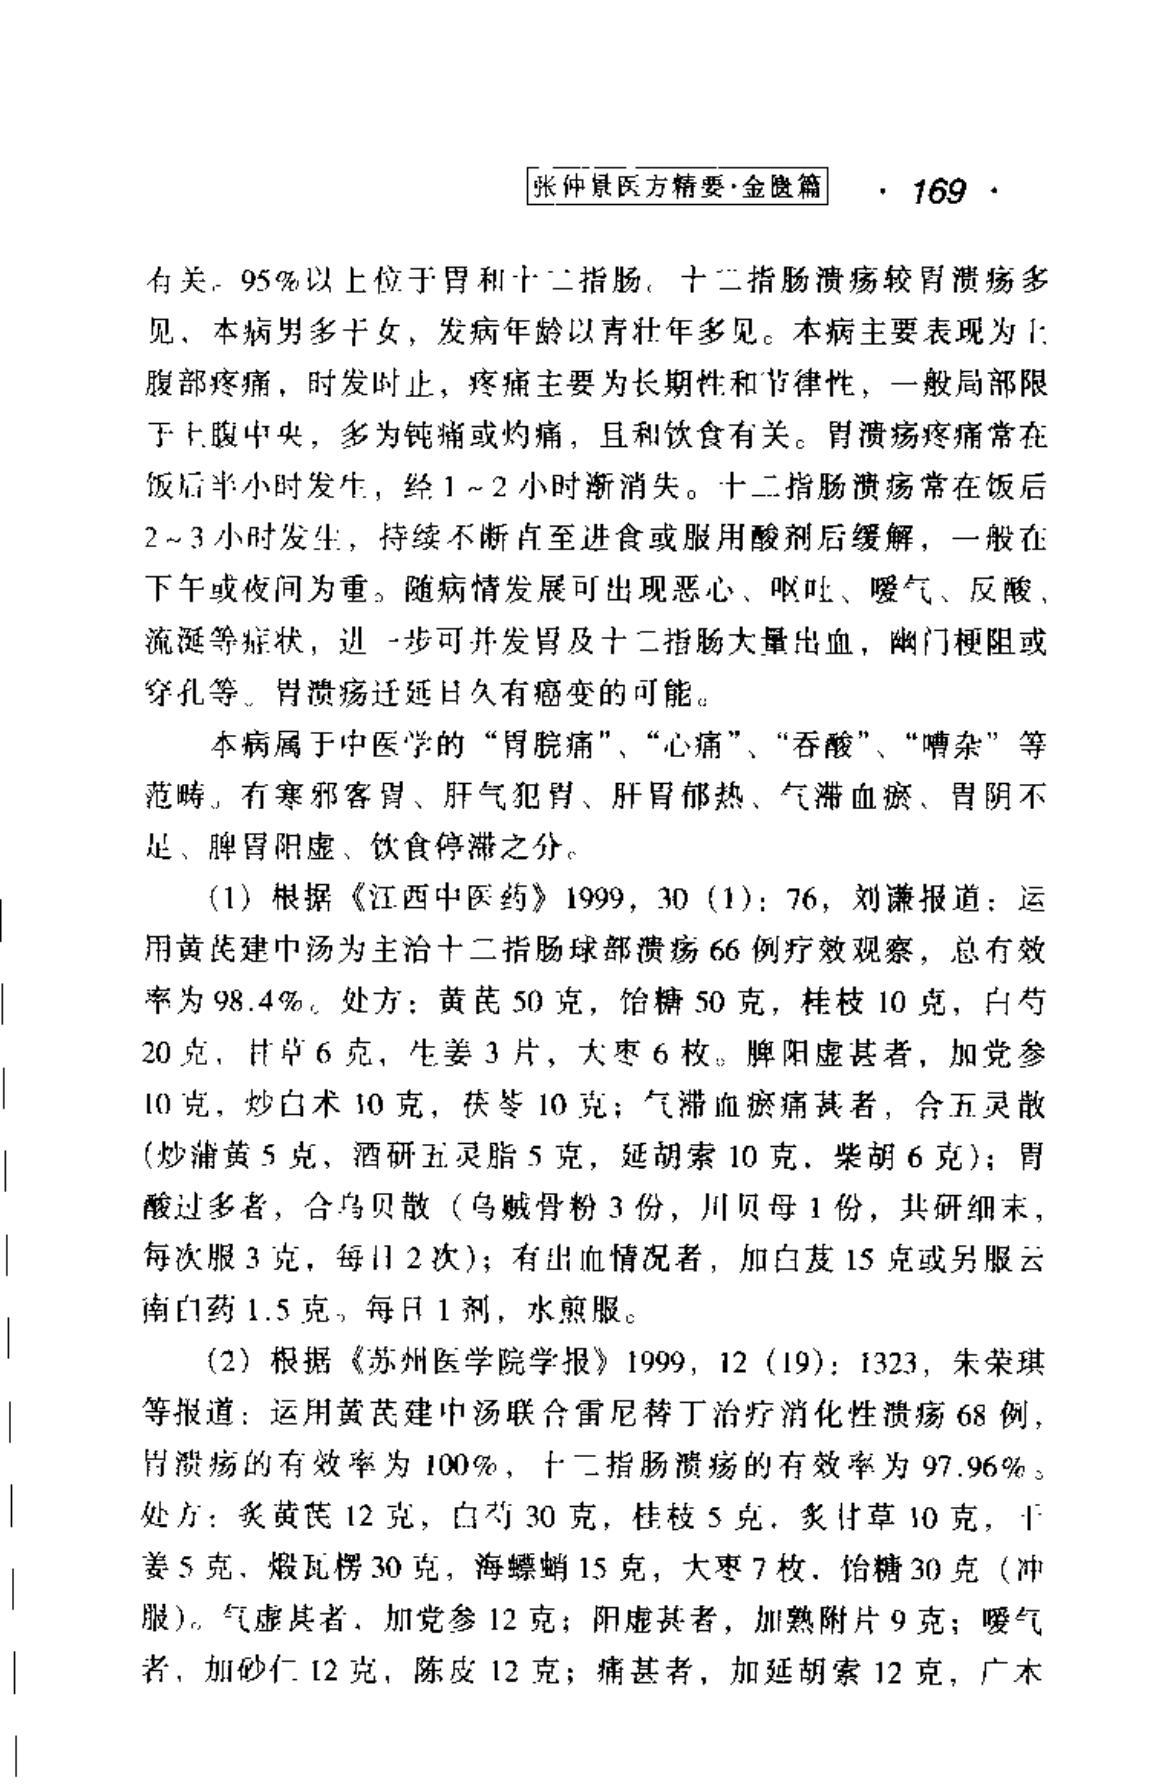 张仲景医方精要·金匮篇 · 169 ·
有关。95%以上位于胃和十二指肠。十二指肠溃疡较胃溃疡多
见，本病男多于女，发病年龄以青壮年多见。本病主要表现为上
腹部疼痛，时发时止，疼痛主要为长期性和节律性，一般局部限
于上腹中央，多为钝痛或灼痛，且和饮食有关。胃溃疡疼痛常在
饭后半小时发生，经1~2小时渐消失。十二指肠溃疡常在饭后
2~3小时发生，持续不断直至进食或服用酸剂后缓解，一般在
下午或夜间为重。随病情发展可出现恶心、呕吐、嗳气、反酸、
流涎等症状，进一步可并发胃及十二指肠大量出血，幽门梗阻或
穿孔等。胃溃疡迁延日久有癌变的可能。
本病属于中医学的“胃脘痛”、“心痛”、“吞酸”、“嘈杂”等
范畴。有寒邪客胃、肝气犯胃、肝胃郁热、气滞血瘀、胃阴不
足、脾胃阳虚、饮食停滞之分。
（1）根据《江西中医药》1999，30（1）：76，刘谦报道：运
用黄芪建中汤为主治十二指肠球部溃疡66例疗效观察，总有效
率为98.4%。处方：黄芪50克，饴糖50克，桂枝10克，白芍
20克，甘草6克，生姜3片，大枣6枚。脾阳虚甚者，加党参
10克，炒白术10克，茯苓10克；气滞血瘀痛甚者，合五灵散
（炒蒲黄5克，酒研五灵脂5克，延胡索10克，柴胡6克）；胃
酸过多者，合乌贝散（乌贼骨粉3份，川贝母1份，共研细末，
每次服3克，每日2次）；有出血情况者，加白芨15克或另服云
南白药1.5克。每日1剂，水煎服。
（2）根据《苏州医学院学报》1999，12（19）：1323，朱荣琪
等报道：运用黄芪建中汤联合雷尼替丁治疗消化性溃疡68例，
胃溃疡的有效率为100%，十二指肠溃疡的有效率为97.96%。
处方：炙黄芪12克，白芍30克，桂枝5克，炙甘草10克，干
姜5克，煅瓦楞30克，海螵蛸15克，大枣7枚，饴糖30克（冲
服）。气虚甚者，加党参12克；阳虚甚者，加熟附片9克；嗳气
者，加砂仁12克，陈皮12克；痛甚者，加延胡索12克，广木